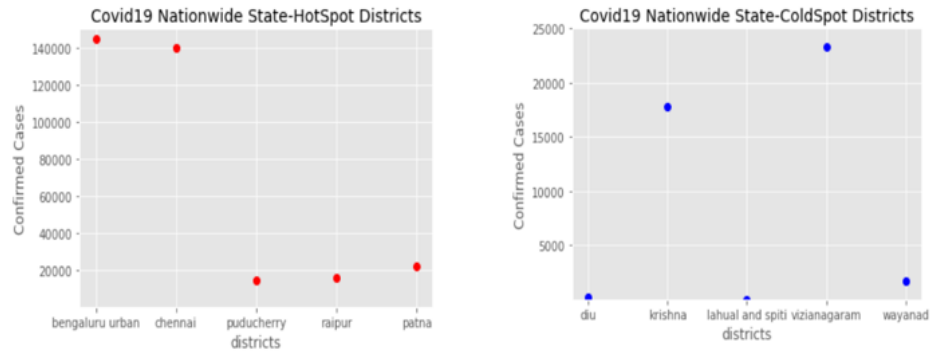 Covid19 Nationwide State-HotSpot Districts
140000
120000
100000
80000
60000
40000
20000
Confirmed Cases
bengaluru urban chennai puducherry raipur patna
districts
Covid19 Nationwide State-ColdSpot Districts
25000
20000
15000
10000
5000
Confirmed Cases
diu krishna lahual and spiti vizianagaram wayanad
districts